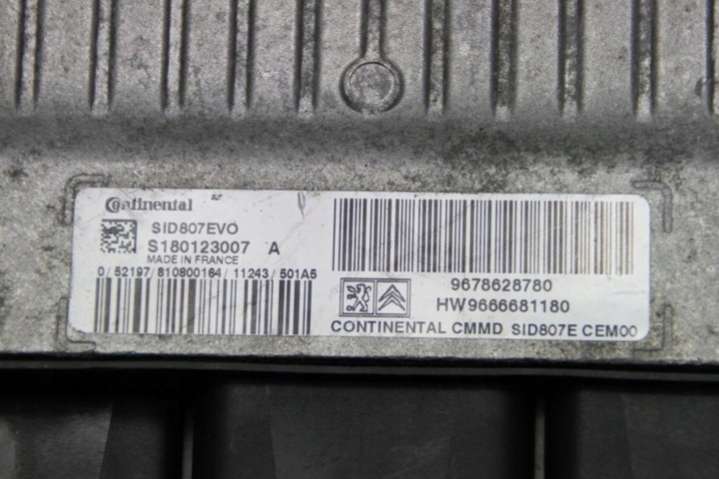 Continental
SID807EVO
S180123007 A
MADE IN FRANCE
0/52197/810800164/11243/501A5
9678628780
HW9666681180
CONTINENTAL CMMD SID807E CEM00